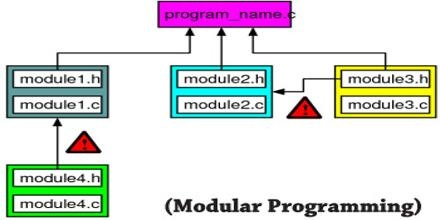 program_name.c
module1.h
module1.c
module2.h
module2.c
module3.h
module3.c
module4.h
module4.c
(Modular Programming)